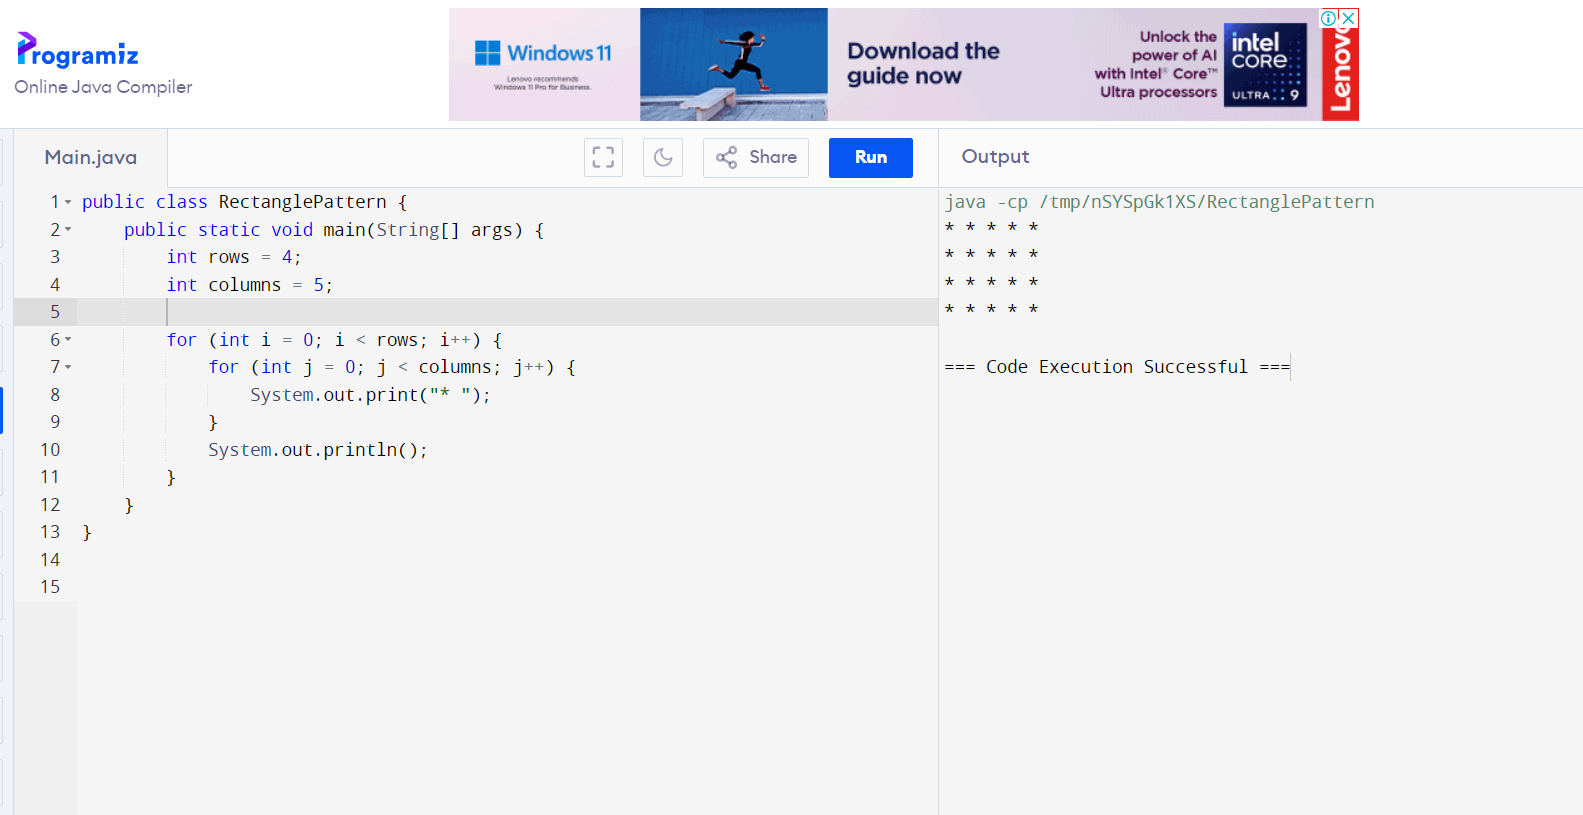 Programiz
Online Java Compiler
Windows 11
Lenovo recommends
Windows 11 Pro for Business.
Download the
guide now
Unlock the
power of AI
with Intel® Core™
Ultra processors
intel
CORE
ULTRA 9
Lenovo
Main.java
Share
Run
Output
1 public class RectanglePattern {
2     public static void main(String[] args) {
3         int rows = 4;
4         int columns = 5;
5
6         for (int i = 0; i < rows; i++) {
7             for (int j = 0; j < columns; j++) {
8                 System.out.print("* ");
9             }
10             System.out.println();
11         }
12     }
13 }
14
15
java -cp /tmp/nSYSpGk1XS/RectanglePattern
* * * * *
* * * * *
* * * * *
* * * * *
=== Code Execution Successful ===